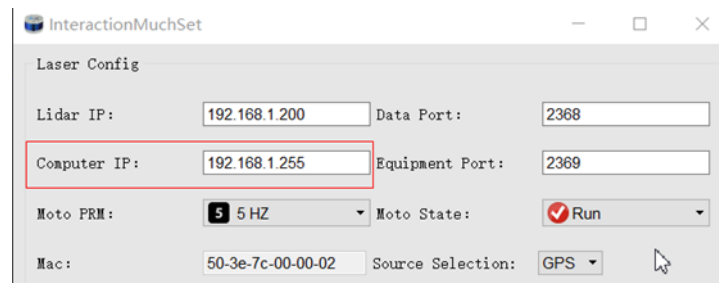 InteractionMuchSet
Laser Config
Lidar IP: 192.168.1.200 Data Port: 2368
Computer IP: 192.168.1.255 Equipment Port: 2369
Moto PRM: 5 5 HZ Moto State: Run
Mac: 50-3e-7c-00-00-02 Source Selection: GPS